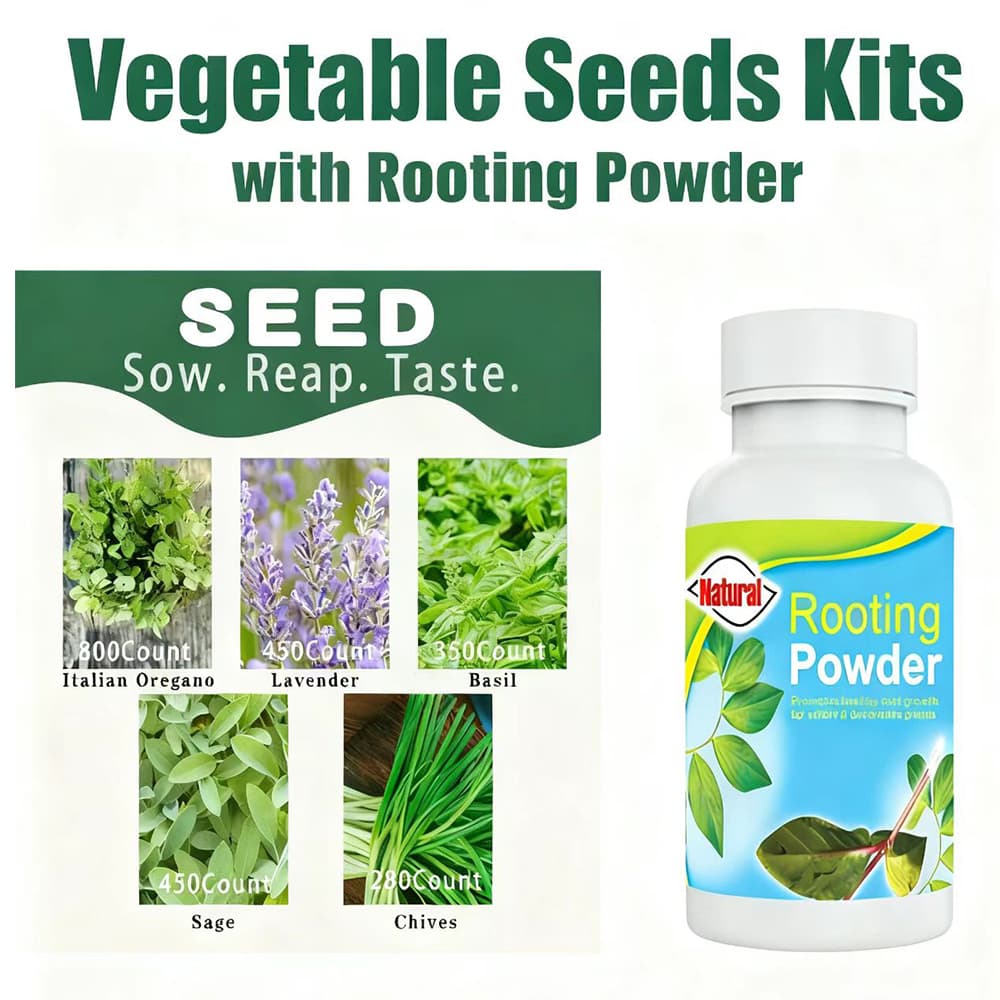 Vegetable Seeds Kits
with Rooting Powder
SEED
Sow. Reap. Taste.
800Count
Italian Oregano
450Count
Lavender
350Count
Basil
450Count
Sage
280Count
Chives
Natural
Rooting
Powder